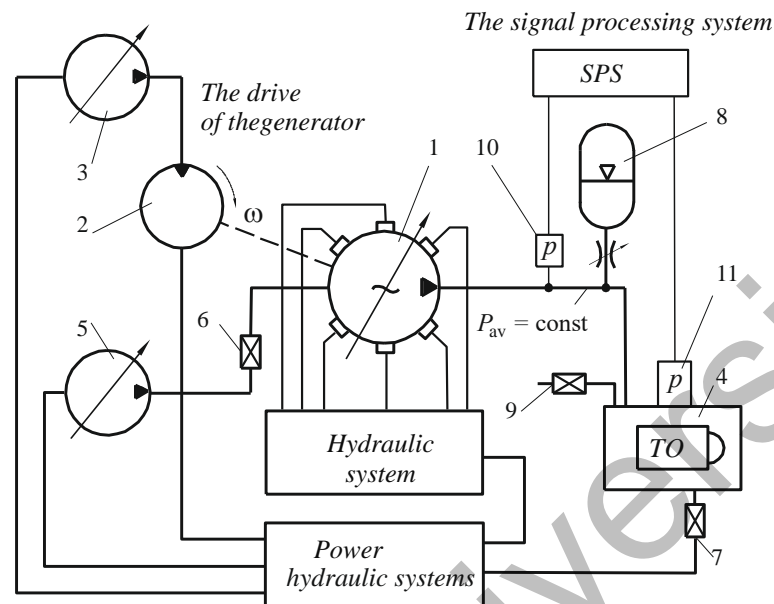 The signal processing system
SPS
The drive
of thegenerator
3
2
ω
1
10
8
p
11
P_av = const
5
6
9
p
4
TO
Hydraulic
system
7
Power
hydraulic systems
versi